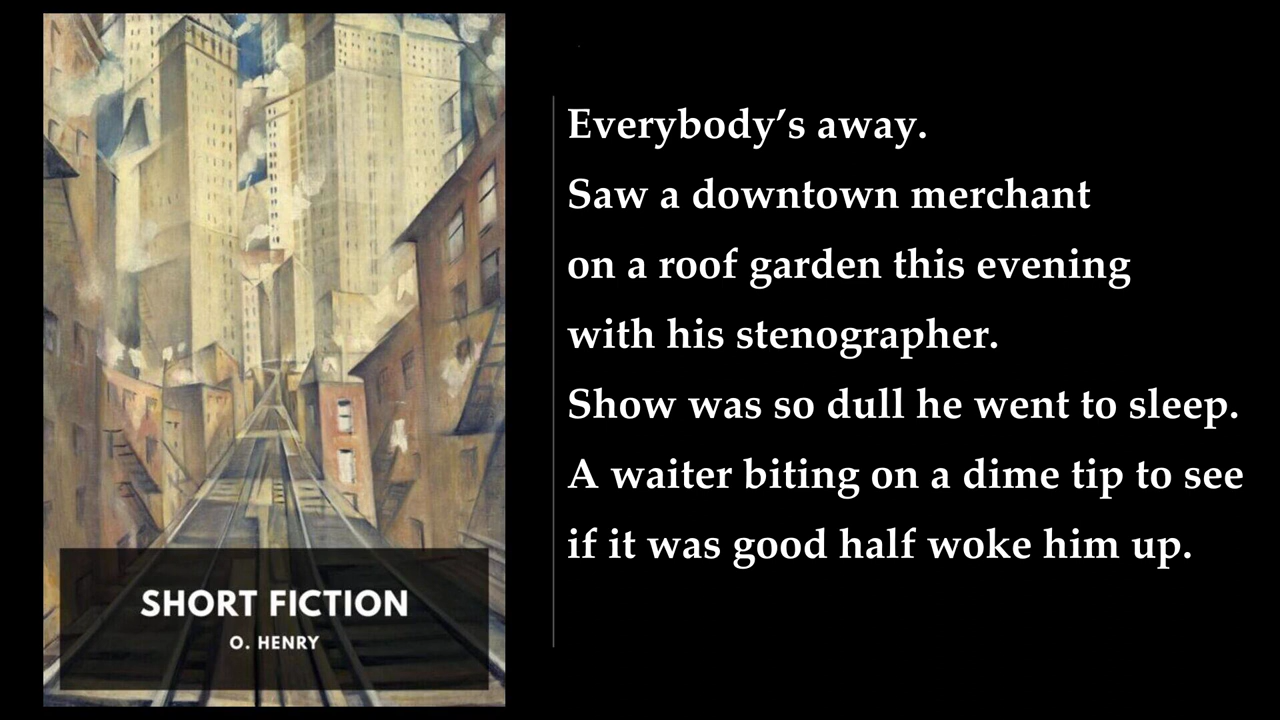 SHORT FICTION
O. HENRY
Everybody’s away.
Saw a downtown merchant
on a roof garden this evening
with his stenographer.
Show was so dull he went to sleep.
A waiter biting on a dime tip to see
if it was good half woke him up.